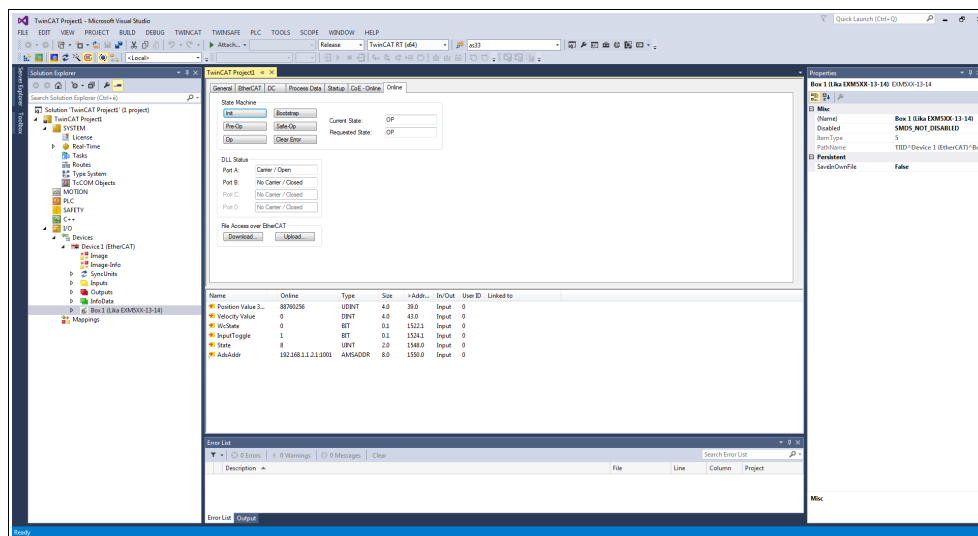 TwinCAT Project1 - Microsoft Visual Studio
Quick Launch (Ctrl+Q)
FILE EDIT VIEW PROJECT BUILD DEBUG TWINCAT TWINSAFE PLC TOOLS SCOPE WINDOW HELP
Attach... Release TwinCAT RT (x64) as33
<Local>
Server Explorer
Toolbox
Solution Explorer
Search Solution Explorer (Ctrl+è)
Solution 'TwinCAT Project1' (1 project)
TwinCAT Project1
SYSTEM
License
Real-Time
Tasks
Routes
Type System
TcCOM Objects
MOTION
PLC
SAFETY
C++
I/O
Devices
Device 1 (EtherCAT)
Image
Image-Info
SyncUnits
Inputs
Outputs
InfoData
Box 1 (Lika EXM5XX-13-14)
Mappings
TwinCAT Project1
General EtherCAT DC Process Data Startup CoE - Online Online
State Machine
Init Bootstrap
Pre-Op Safe-Op
Op Clear Error
Current State: OP
Requested State: OP
DLL Status
Port A: Carrier / Open
Port B: No Carrier / Closed
Port C: No Carrier / Closed
Port D: No Carrier / Closed
File Access over EtherCAT
Download... Upload...
Name Online Type Size >Addr... In/Out User ID Linked to
Position Value 3... 88760256 UDINT 4.0 39.0 Input 0
Velocity Value 0 DINT 4.0 43.0 Input 0
WcState 0 BIT 0.1 1522.1 Input 0
InputToggle 1 BIT 0.1 1524.1 Input 0
State 8 UINT 2.0 1548.0 Input 0
AdsAddr 192.168.1.1.2.1:1001 AMSADDR 8.0 1550.0 Input 0
Error List
0 Errors 0 Warnings 0 Messages Clear
Search Error List
Description File Line Column Project
Error List Output
Properties
Box 1 (Lika EXM5XX-13-14) EXM5XX-13-14
Misc
(Name) Box 1 (Lika EXM5XX-13-14)
Disabled SMDS_NOT_DISABLED
ItemType 5
PathName TIID^Device 1 (EtherCAT)^Bo
Persistent
SaveInOwnFile False
Misc
Ready